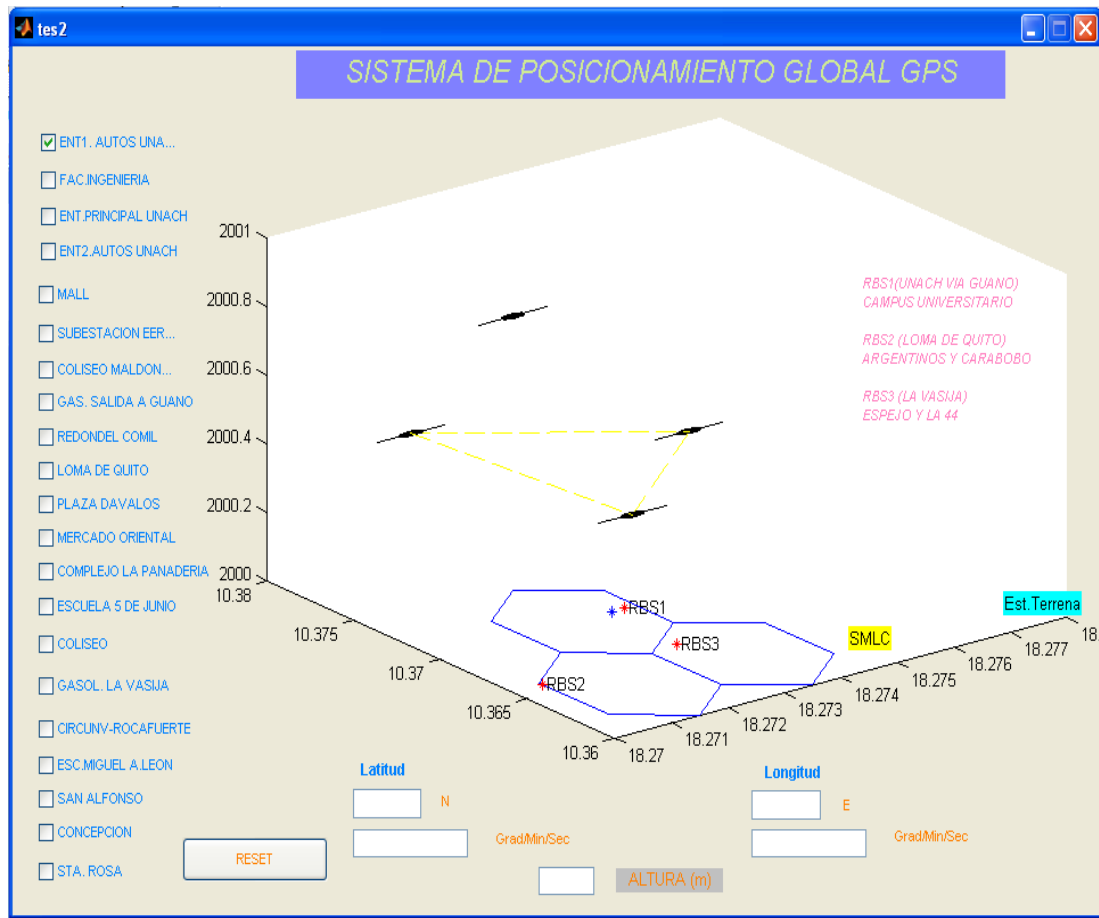 tes2
SISTEMA DE POSICIONAMIENTO GLOBAL GPS
ENT1. AUTOS UNA...
FAC.INGENIERIA
ENT.PRINCIPAL UNACH
ENT2.AUTOS UNACH
MALL
SUBESTACION EER...
COLISEO MALDON...
GAS. SALIDA A GUANO
REDONDEL COMIL
LOMA DE QUITO
PLAZA DAVALOS
MERCADO ORIENTAL
COMPLEJO LA PANADERIA
ESCUELA 5 DE JUNIO
COLISEO
GASOL. LA VASIJA
CIRCUNV-ROCAFUERTE
ESC.MIGUEL A.LEON
SAN ALFONSO
CONCEPCION
STA. ROSA
RESET
2001
2000.8
2000.6
2000.4
2000.2
2000
10.38
10.375
10.37
10.365
10.36
18.27
18.271
18.272
18.273
18.274
18.275
18.276
18.277
18.
RBS1(UNACH VIA GUANO)
CAMPUS UNIVERSITARIO
RBS2 (LOMA DE QUITO)
ARGENTINOS Y CARABOBO
RBS3 (LA VASIJA)
ESPEJO Y LA 44
RBS1
RBS3
RBS2
SMLC
Est.Terrena
Latitud
N
Grad/Min/Sec
Longitud
E
Grad/Min/Sec
ALTURA (m)